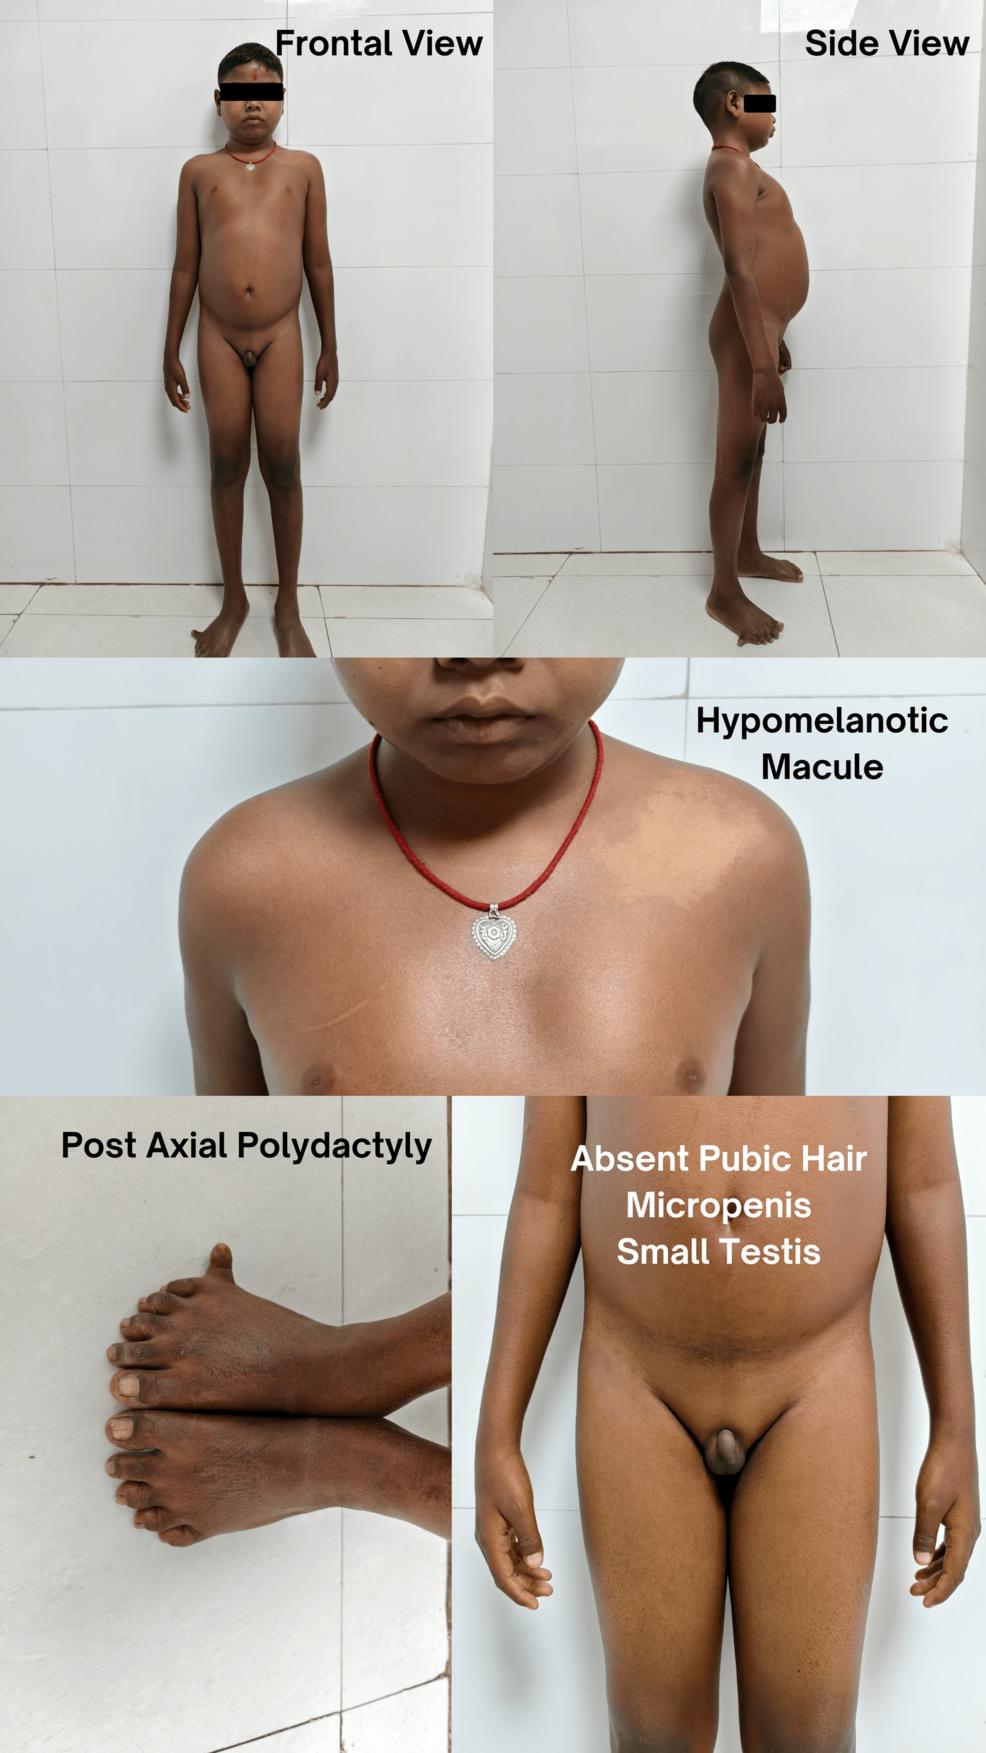 Frontal View
Side View
Hypomelanotic
Macule
Post Axial Polydactyly
Absent Pubic Hair
Micropenis
Small Testis